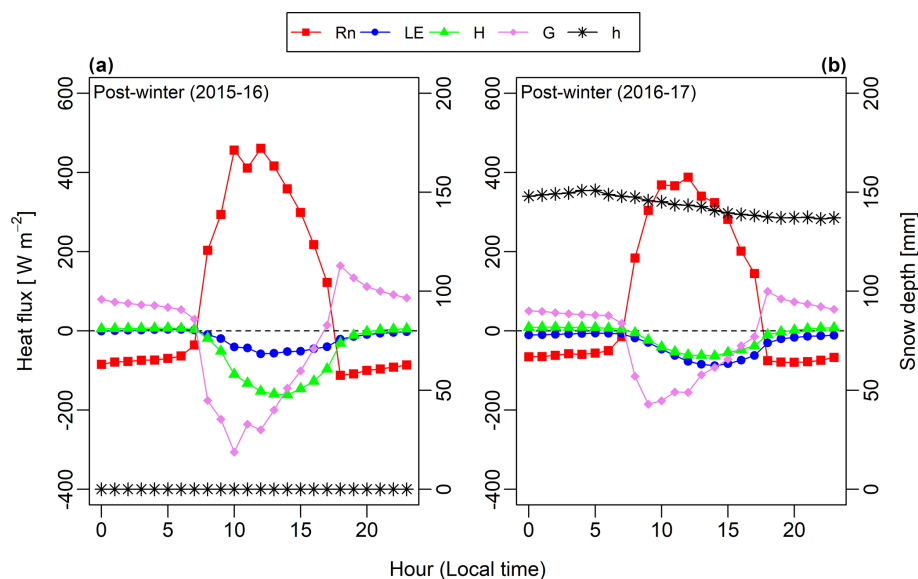 Rn LE H G h
(a) (b)
Post-winter (2015-16) Post-winter (2016-17)
Heat flux [ W m⁻²]
600
400
200
0
-200
-400
200
150
100
50
0
0 5 10 15 20
600
400
200
0
-200
-400
200
150
100
50
0
0 5 10 15 20
Snow depth [mm]
Hour (Local time)